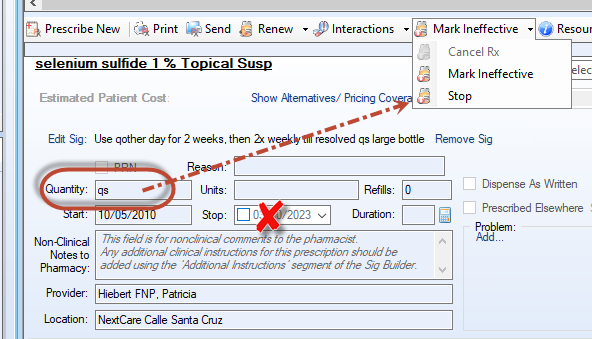 Prescribe New Print Send Renew Interactions Mark Ineffective Resou
Cancel Rx
Mark Ineffective
Stop
selenium sulfide 1 % Topical Susp
elec
Estimated Patient Cost: Show Alternatives/ Pricing Covera
Edit Sig: Use qother day for 2 weeks, then 2x weekly till resolved qs large bottle Remove Sig
PRN Reason:
Quantity: qs Units: Refills: 0
Dispense As Written
Start: 10/05/2010 Stop: 2023 Duration:
Prescribed Elsewhere
Problem:
Add...
Non-Clinical
Notes to
Pharmacy:
This field for nonclinical comments to the pharmacist.
Any additional clinical instructions for this prescription should be
added using the 'Additional Instructions' segment of the Sig Builder.
Provider: Hiebert FNP, Patricia
Location: NextCare Calle Santa Cruz